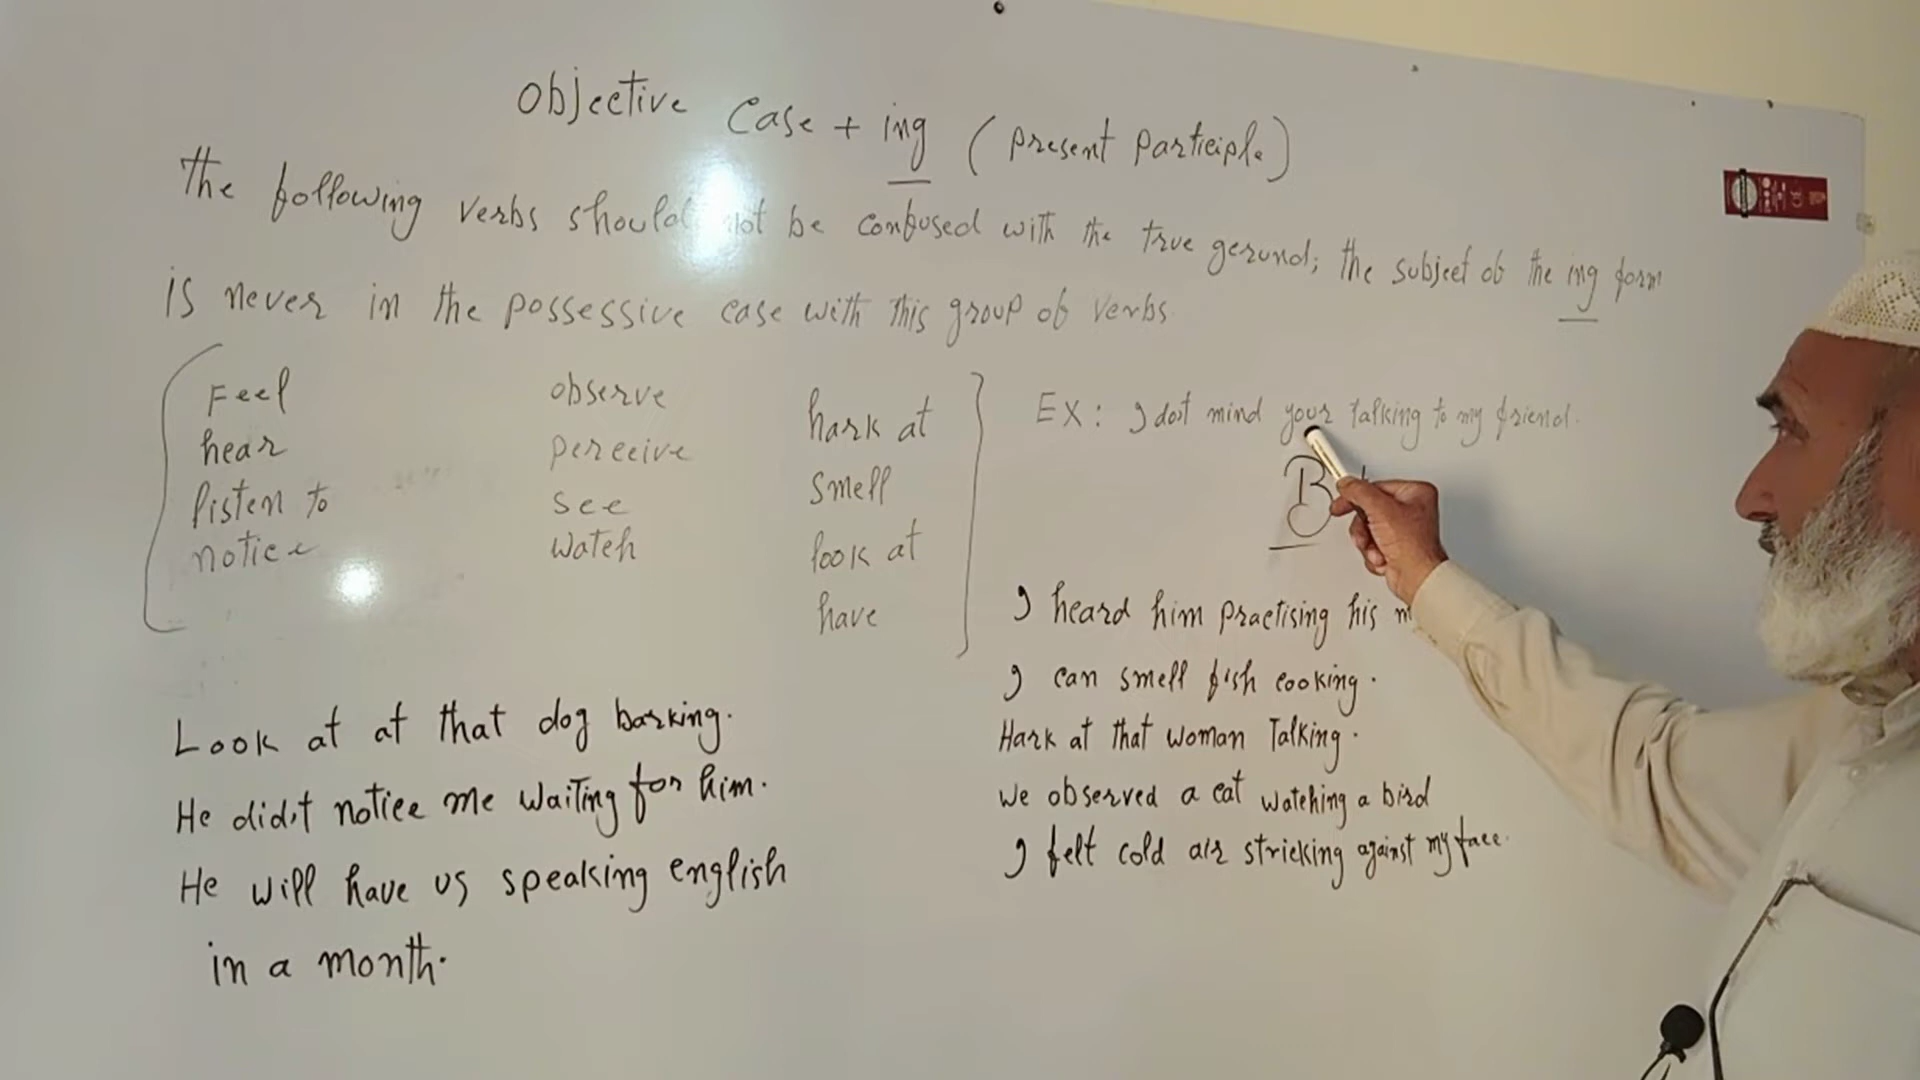 Objective Case + ing (Present Participle)
The following verbs should not be confused with the true gerund; the subject of the ing form
is never in the possessive case with this group of verbs
Feel
hear
listen to
notice
observe
perceive
see
watch
hark at
smell
look at
have
EX: I don't mind your talking to my friend.
I heard him practising his
I can smell fish cooking.
Hark at that woman Talking.
We observed a cat watching a bird
I felt cold air stricking against my face.
Look at at that dog barking.
He did,t notice me waiting for him.
He will have us speaking english
in a month.